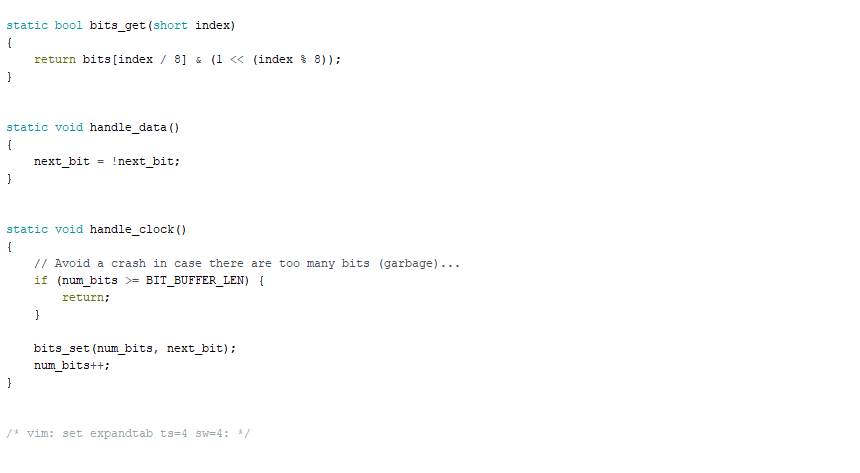 static bool bits_get(short index)
{
    return bits[index / 8] & (1 << (index % 8));
}
static void handle_data()
{
    next_bit = !next_bit;
}
static void handle_clock()
{
    // Avoid a crash in case there are too many bits (garbage)...
    if (num_bits >= BIT_BUFFER_LEN) {
        return;
    }
    bits_set(num_bits, next_bit);
    num_bits++;
}
/* vim: set expandtab ts=4 sw=4: */